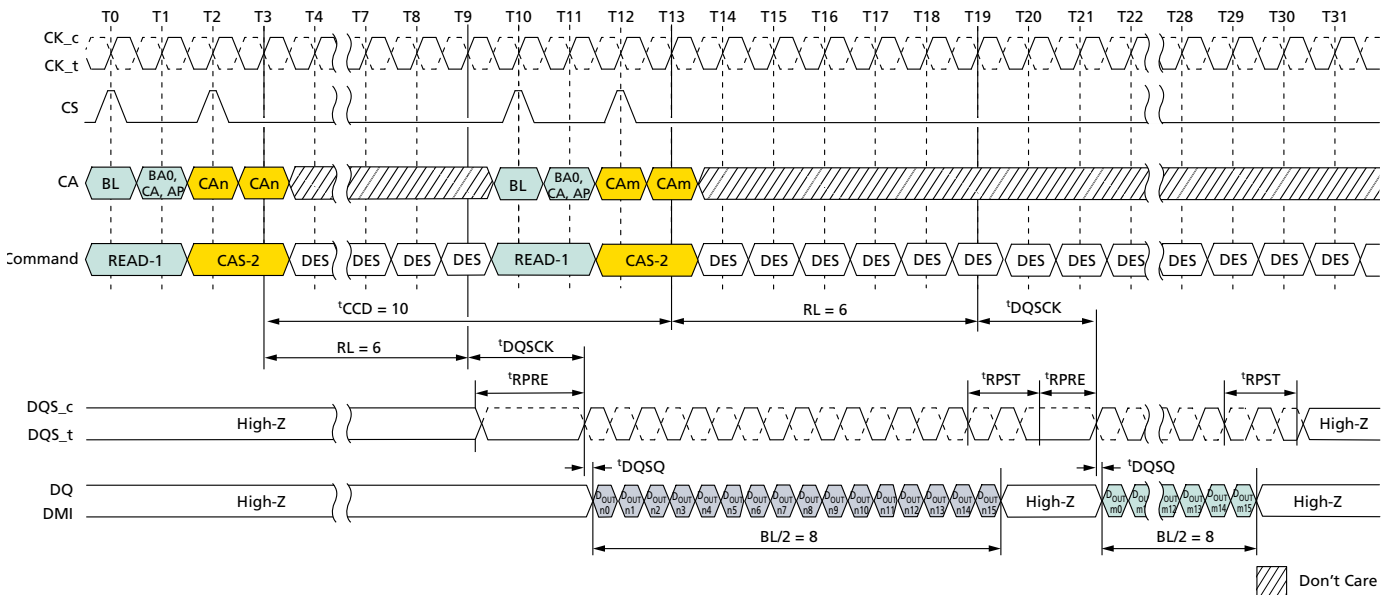 T0 T1 T2 T3 T4 T7 T8 T9 T10 T11 T12 T13 T14 T15 T16 T17 T18 T19 T20 T21 T22 T28 T29 T30 T31
CK_c
CK_t
CS
CA BL BA0, CA, AP CAn CAn BL BA0, CA, AP CAm CAm
Command READ-1 CAS-2 DES DES DES DES READ-1 CAS-2 DES DES DES DES DES DES DES DES DES DES DES DES DES
tCCD = 10 RL = 6 tDQSCK
RL = 6 tDQSCK
tRPRE tRPST tRPRE tRPST
DQS_c
DQS_t High-Z High-Z
tDQSQ tDQSQ
DQ
DMI High-Z DOUT n0 DOUT n1 DOUT n2 DOUT n3 DOUT n4 DOUT n5 DOUT n6 DOUT n7 DOUT n8 DOUT n9 DOUT n10 DOUT n11 DOUT n12 DOUT n13 DOUT n14 DOUT n15 High-Z DOUT m0 DOUT m12 DOUT m13 DOUT m14 DOUT m15 High-Z
BL/2 = 8 BL/2 = 8
Don't Care